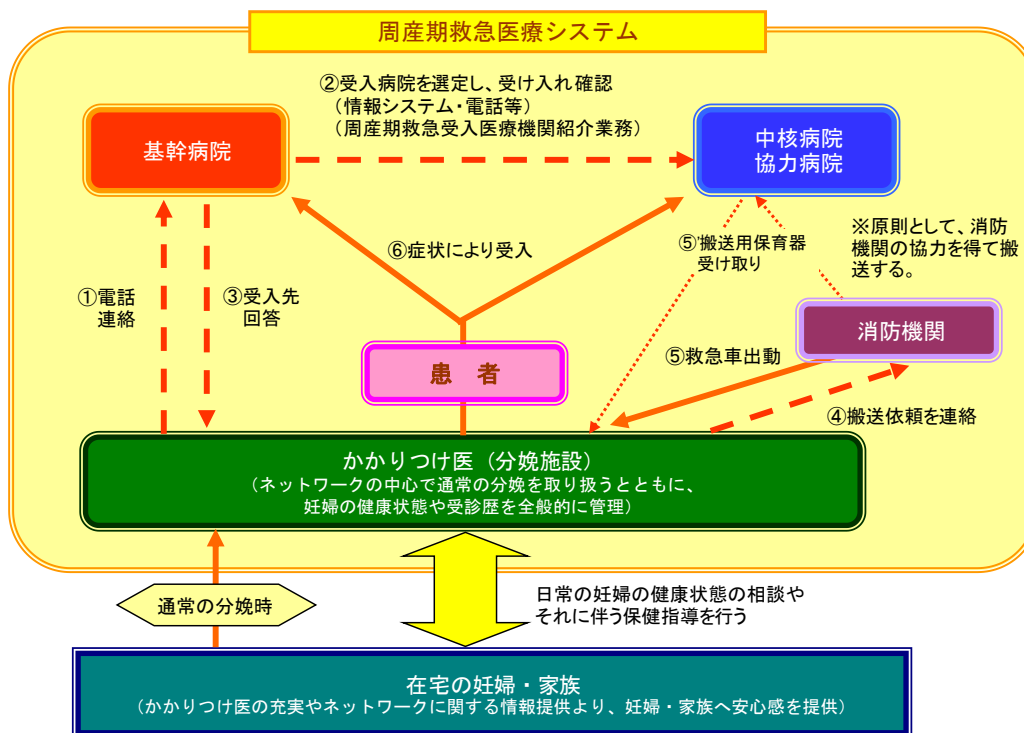 周産期救急医療システム
②受入病院を選定し、受け入れ確認
（情報システム・電話等）
（周産期救急受入医療機関紹介業務）
基幹病院
中核病院
協力病院
⑥症状により受入
⑤’搬送用保育器
受け取り
※原則として、消防
機関の協力を得て搬
送する。
①電話
連絡
③受入先
回答
消防機関
患　者
⑤救急車出動
④搬送依頼を連絡
かかりつけ医（分娩施設）
（ネットワークの中心で通常の分娩を取り扱うとともに、
妊婦の健康状態や受診歴を全般的に管理）
通常の分娩時
日常の妊婦の健康状態の相談や
それに伴う保健指導を行う
在宅の妊婦・家族
（かかりつけ医の充実やネットワークに関する情報提供より、妊婦・家族へ安心感を提供）